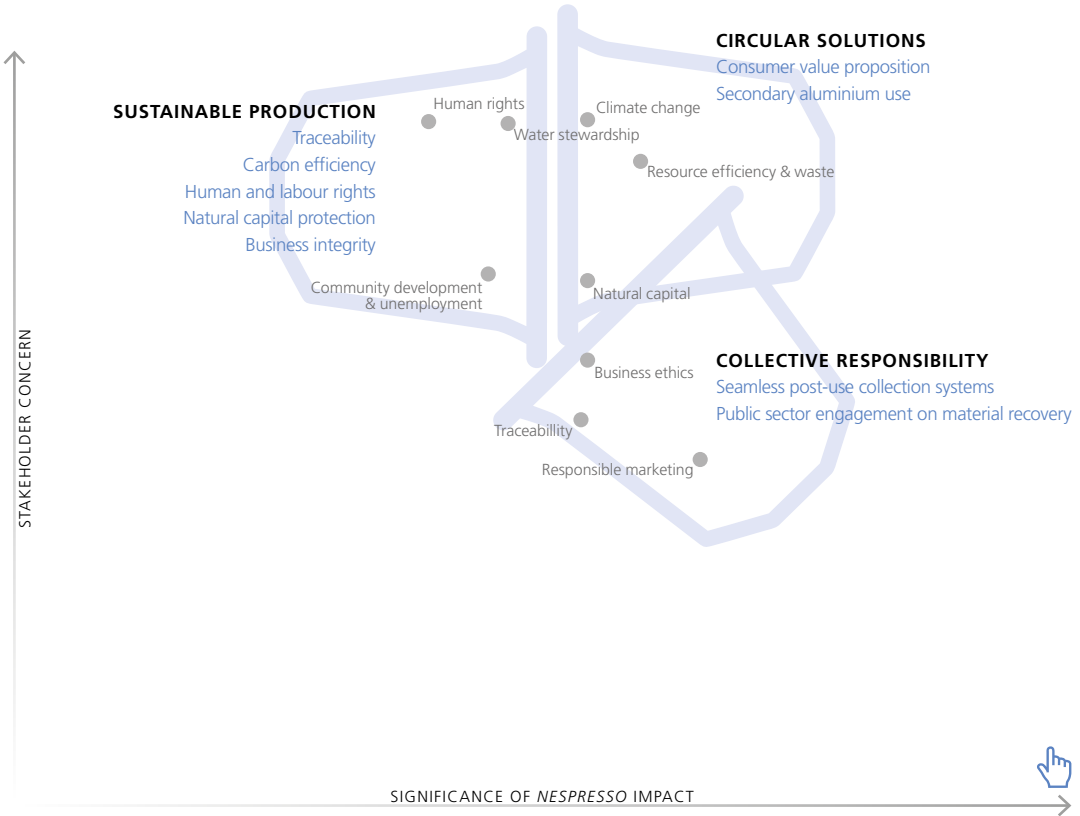 CIRCULAR SOLUTIONS
Consumer value proposition
Secondary aluminium use
SUSTAINABLE PRODUCTION
Traceability
Carbon efficiency
Human and labour rights
Natural capital protection
Business integrity
Human rights
Water stewardship
Climate change
Resource efficiency & waste
Community development
& unemployment
Natural capital
COLLECTIVE RESPONSIBILITY
Seamless post-use collection systems
Public sector engagement on material recovery
Business ethics
Traceabillity
Responsible marketing
STAKEHOLDER CONCERN
SIGNIFICANCE OF NESPRESSO IMPACT